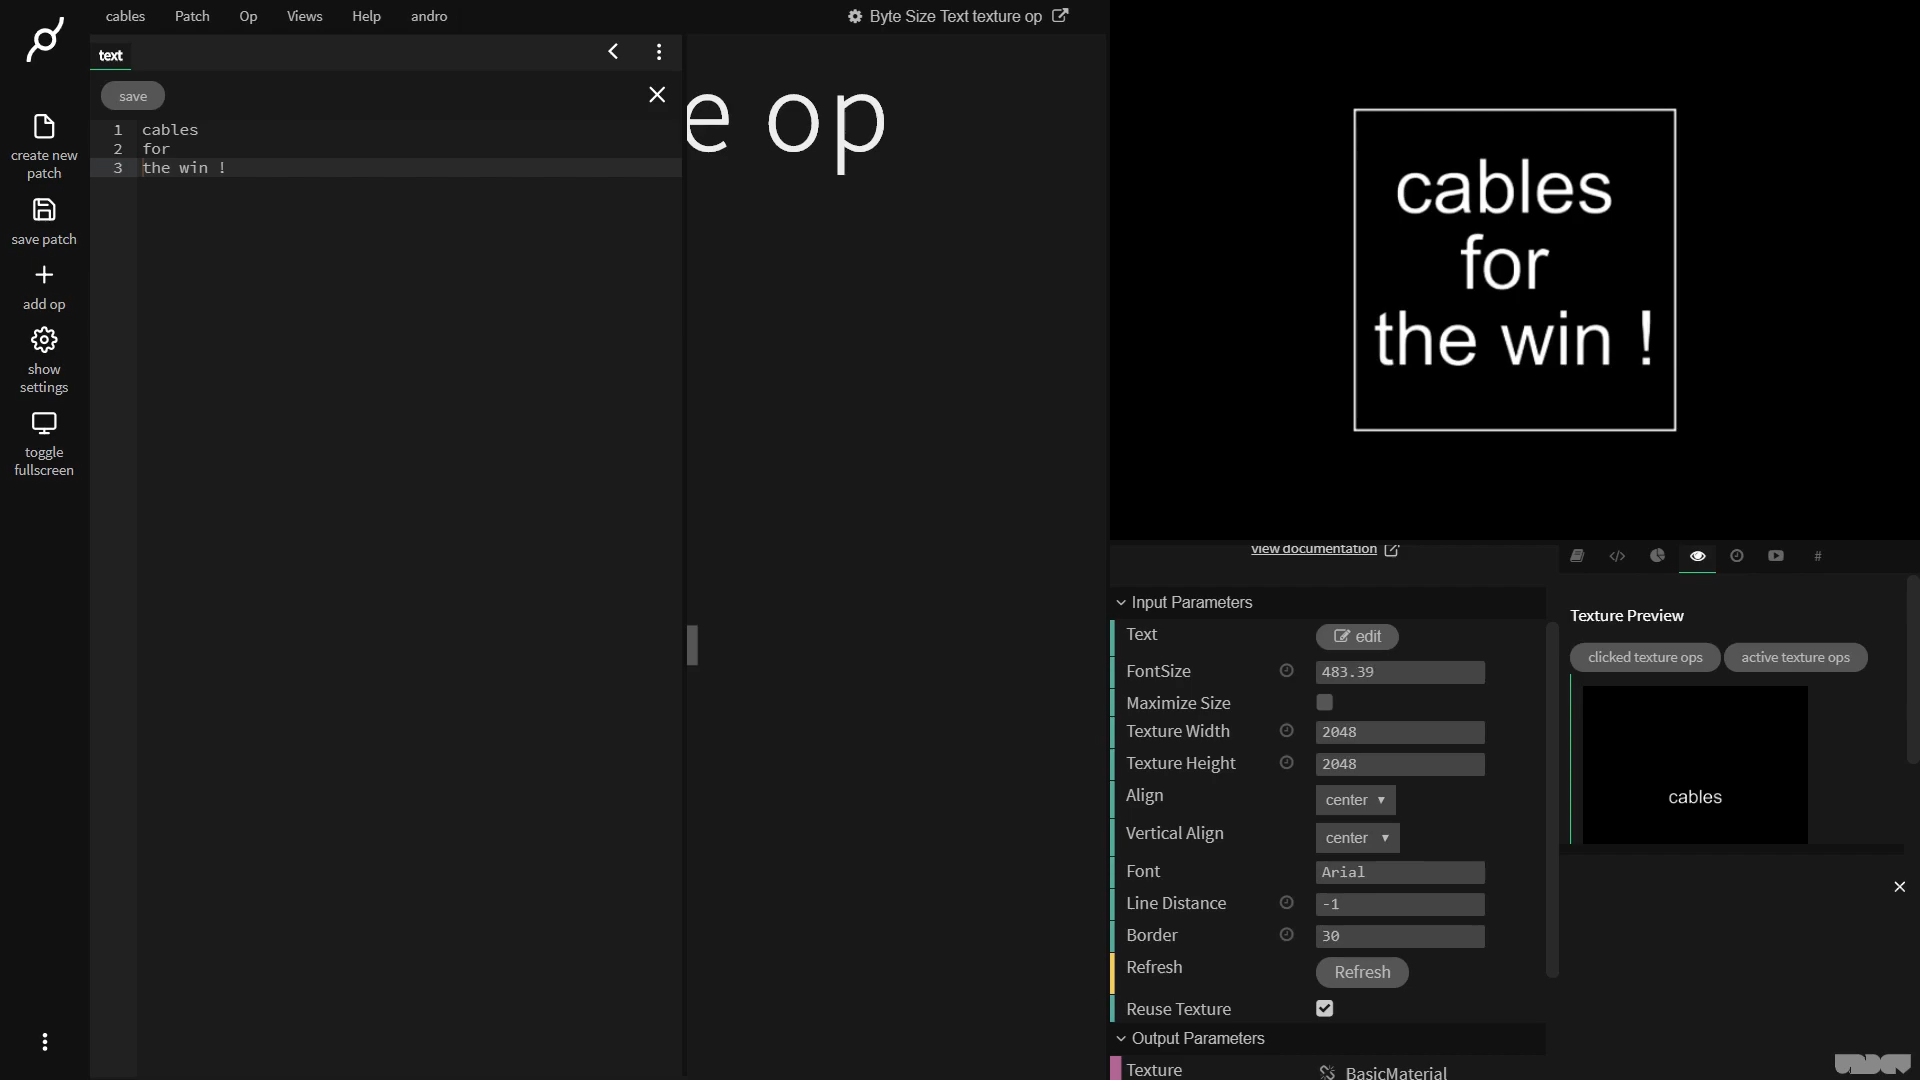 cables Patch Op Views Help andro
Byte Size Text texture op
text
save
1 cables
2 for
3 the win !
create new
patch
save patch
add op
show
settings
toggle
fullscreen
e op
cables
for
the win !
view documentation
Input Parameters
Text edit
FontSize 483.39
Maximize Size
Texture Width 2048
Texture Height 2048
Align center
Vertical Align center
Font Arial
Line Distance -1
Border 30
Refresh Refresh
Reuse Texture
Output Parameters
Texture BasicMaterial
#
Texture Preview
clicked texture ops active texture ops
cables